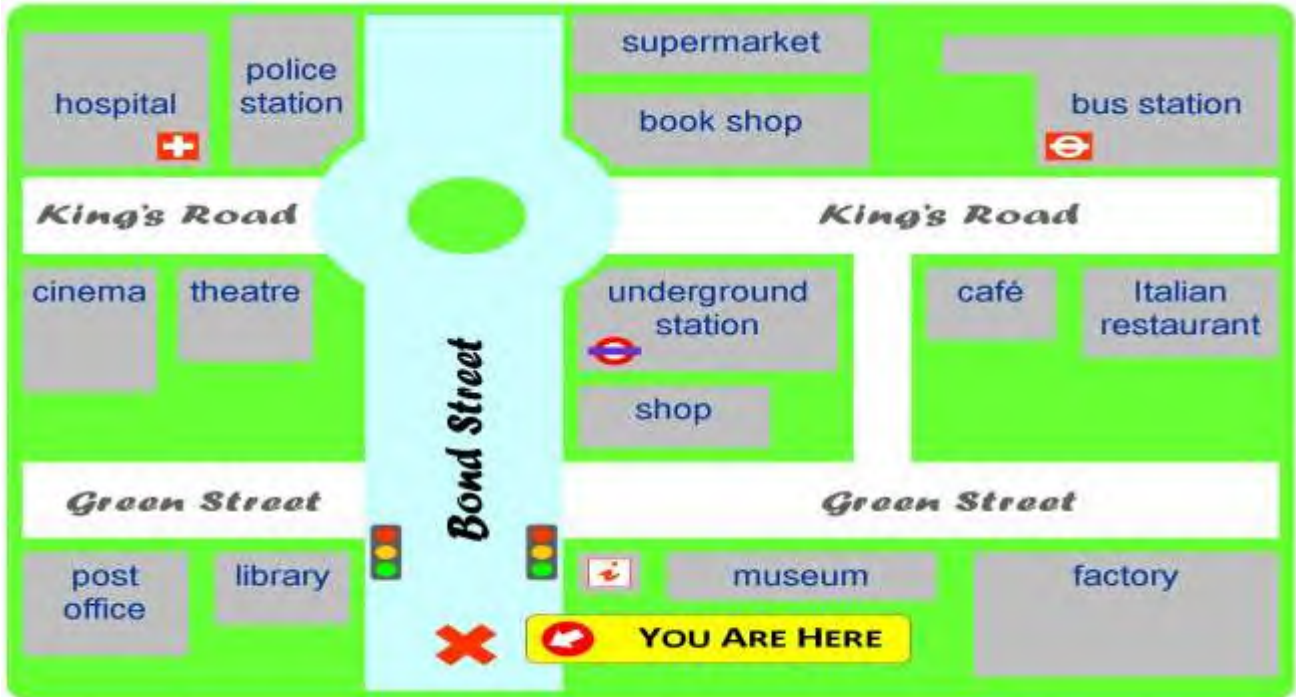 hospital
police
station
supermarket
book shop
bus station
King's Road
King's Road
cinema
theatre
underground
station
café
Italian
restaurant
shop
Bond Street
Green Street
Green Street
post
office
library
i
museum
factory
YOU ARE HERE